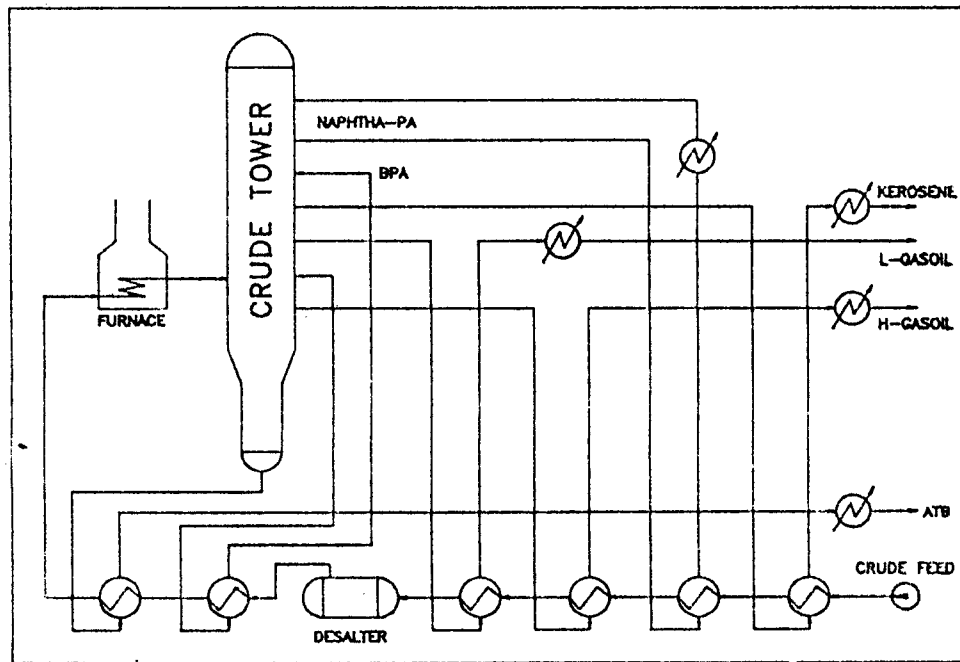 CRUDE TOWER
NAPHTHA-PA
BPA
KEROSENE
L-GASOIL
FURNACE
H-GASOIL
ATB
CRUDE FEED
DESALTER